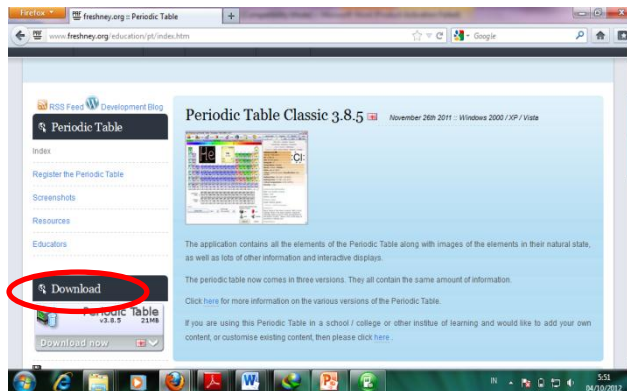 Firefox
freshney.org :: Periodic Table
+
www.freshney.org/education/pt/index.htm
Google
RSS Feed Development Blog
Periodic Table
Index
Register the Periodic Table
Screenshots
Resources
Educators
Download
Periodic Table
v3.8.5 21MB
Download now
Periodic Table Classic 3.8.5 November 26th 2011 :: Windows 2000 / XP / Vista
He
Cl
The application contains all the elements of the Periodic Table along with images of the elements in their natural state,
as well as lots of other information and interactive displays.
The periodic table now comes in three versions. They all contain the same amount of information.
Click here for more information on the various versions of the Periodic Table.
If you are using this Periodic Table in a school / college or other institue of learning and would like to add your own
content, or customise existing content, then please click here .
IN
5:51
04/10/2012